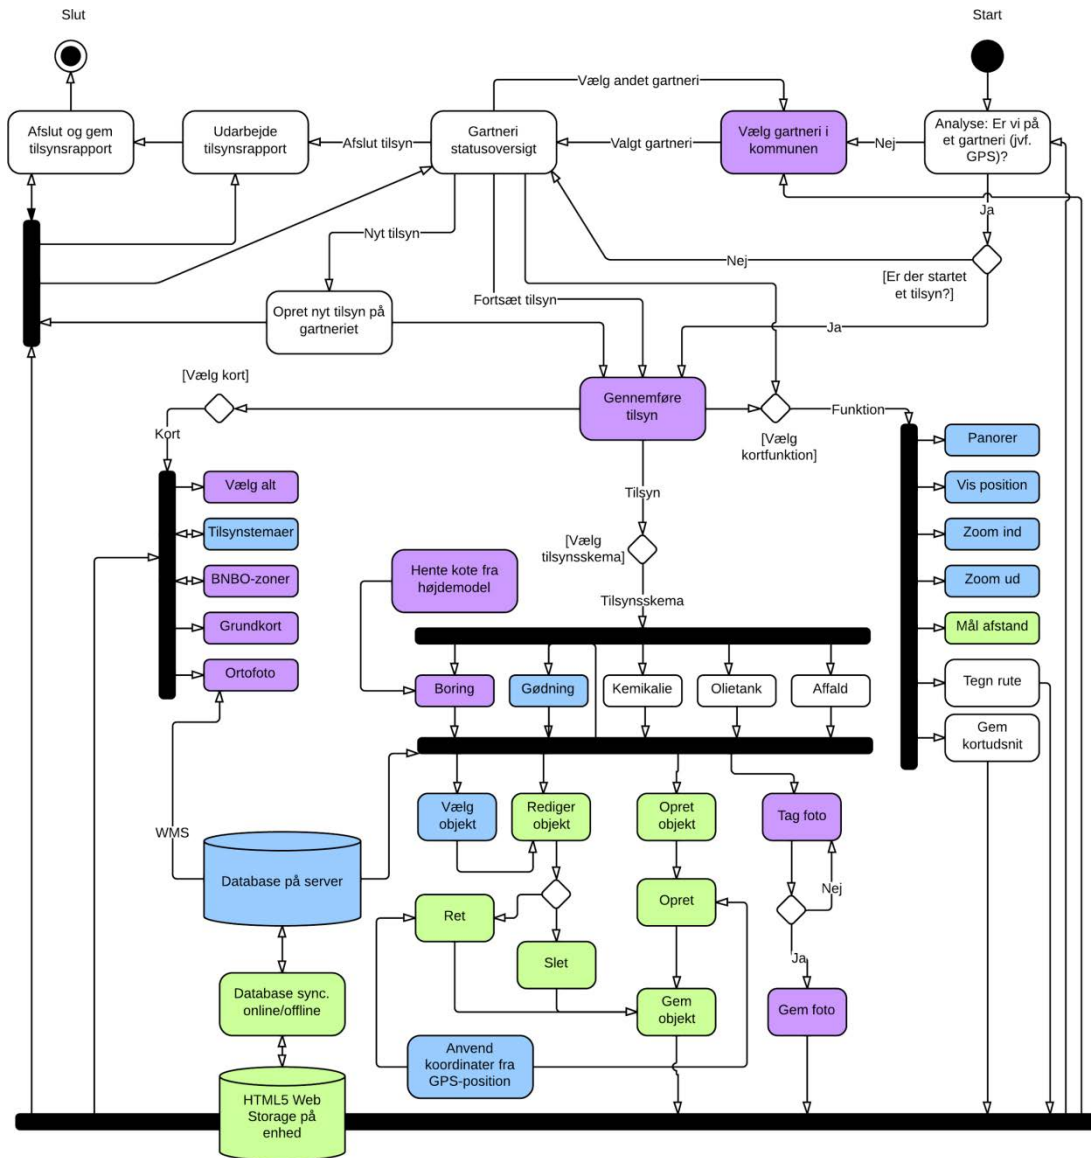 Slut
Start
Afslut og gem
tilsynsrapport
Udarbejde
tilsynsrapport
Afslut tilsyn
Gartneri
statusoversigt
Vælg andet gartneri
Valgt gartneri
Vælg gartneri i
kommunen
Nej
Analyse: Er vi på
et gartneri (jvf.
GPS)?
Ja
Nyt tilsyn
Nej
[Er der startet
et tilsyn?]
Opret nyt tilsyn på
gartneriet
Fortsæt tilsyn
Ja
[Vælg kort]
Gennemføre
tilsyn
Funktion
[Vælg
kortfunktion]
Kort
Vælg alt
Tilsynstemaer
BNBO-zoner
Grundkort
Ortofoto
Tilsyn
[Vælg
tilsynsskema]
Hente kote fra
højdemodel
Tilsynsskema
Panorer
Vis position
Zoom ind
Zoom ud
Mål afstand
Tegn rute
Gem
kortudsnit
Boring
Gødning
Kemikalie
Olietank
Affald
Vælg
objekt
Rediger
objekt
Opret
objekt
Tag foto
WMS
Database på server
Nej
Ret
Opret
Slet
Ja
Database sync.
online/offline
Gem
objekt
Gem foto
Anvend
koordinater fra
GPS-position
HTML5 Web
Storage på
enhed